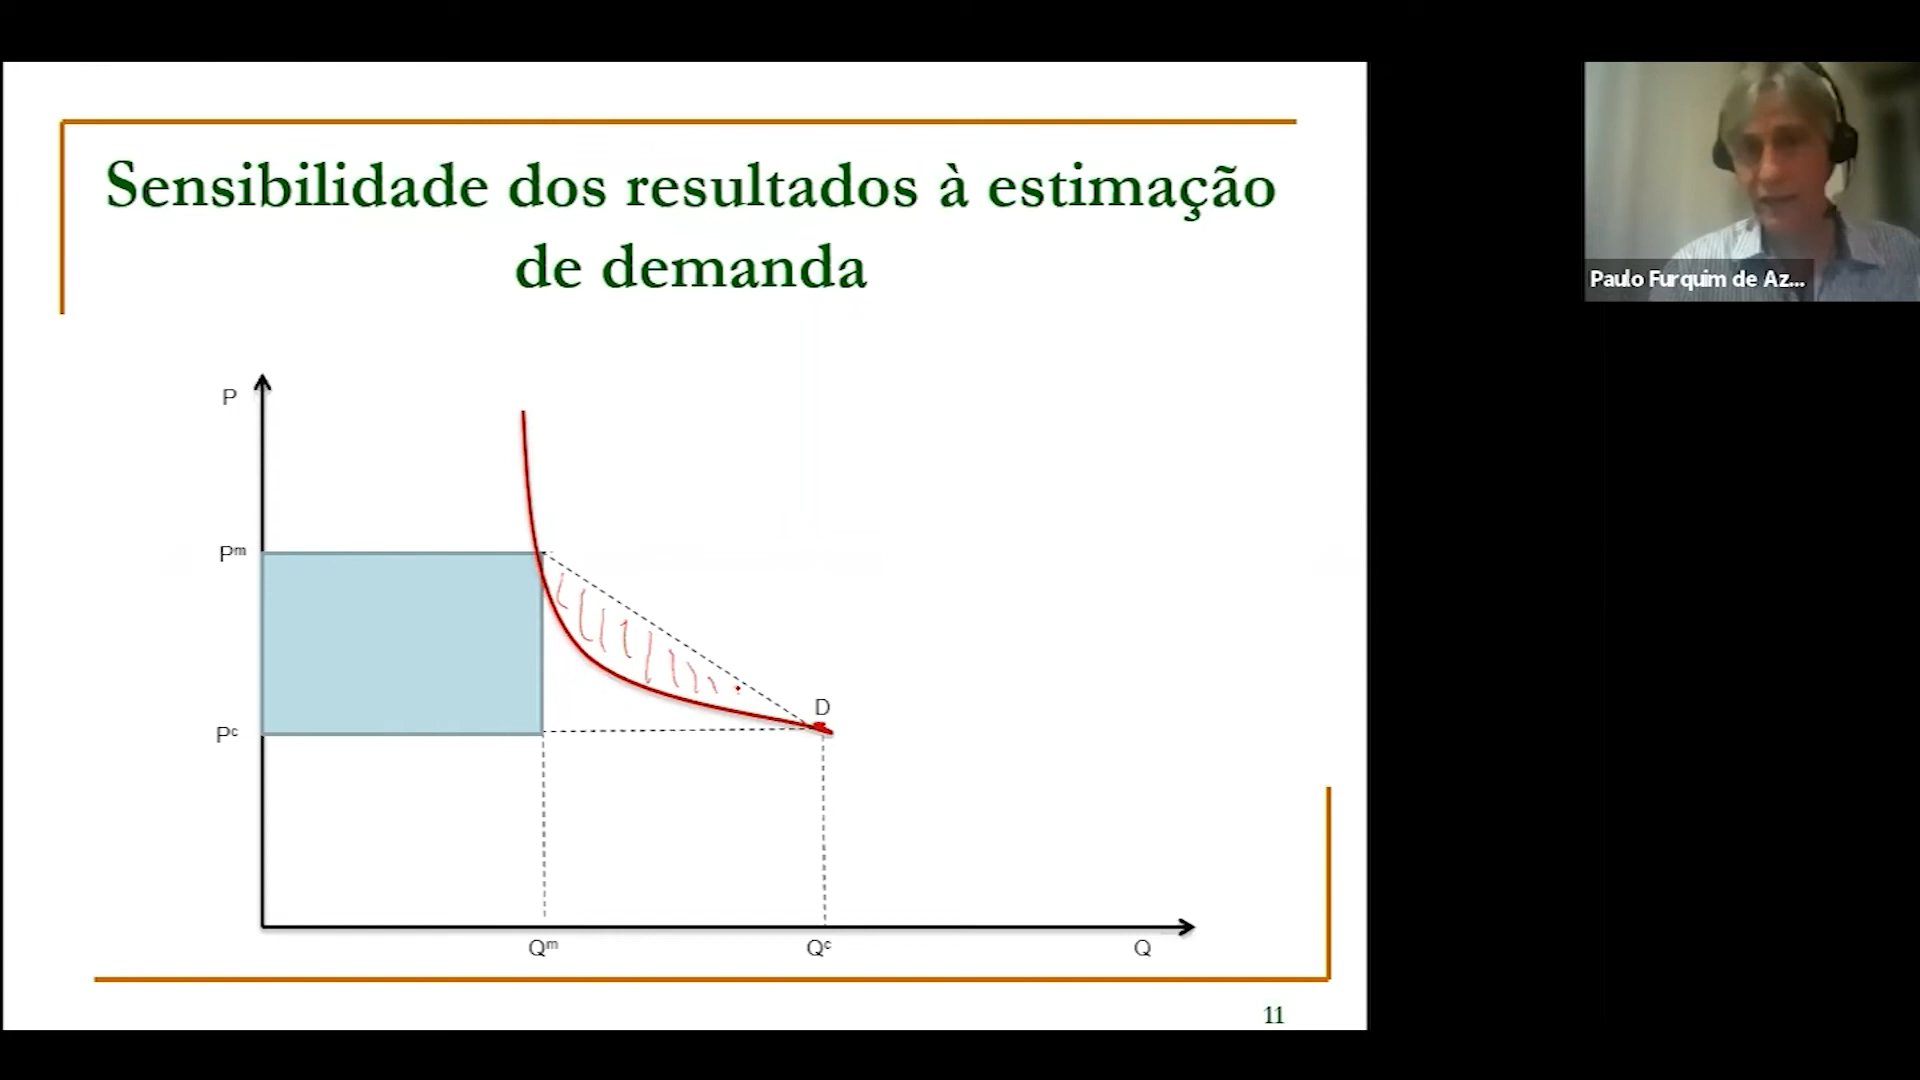 Sensibilidade dos resultados à estimação
de demanda
Paulo Furquim de Az...
P
Pᵐ
D
Pᶜ
Qᵐ
Qᶜ
Q
11